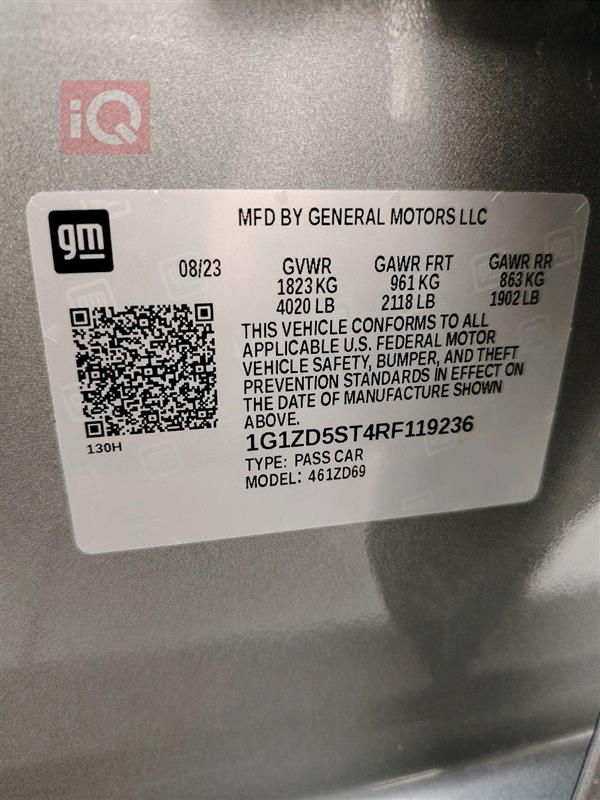 iQ
gm
MFD BY GENERAL MOTORS LLC
08/23
GVWR
1823 KG
4020 LB
GAWR FRT
961 KG
2118 LB
GAWR RR
863 KG
1902 LB
THIS VEHICLE CONFORMS TO ALL
APPLICABLE U.S. FEDERAL MOTOR
VEHICLE SAFETY, BUMPER, AND THEFT
PREVENTION STANDARDS IN EFFECT ON
THE DATE OF MANUFACTURE SHOWN
ABOVE.
130H
1G1ZD5ST4RF119236
TYPE: PASS CAR
MODEL: 461ZD69